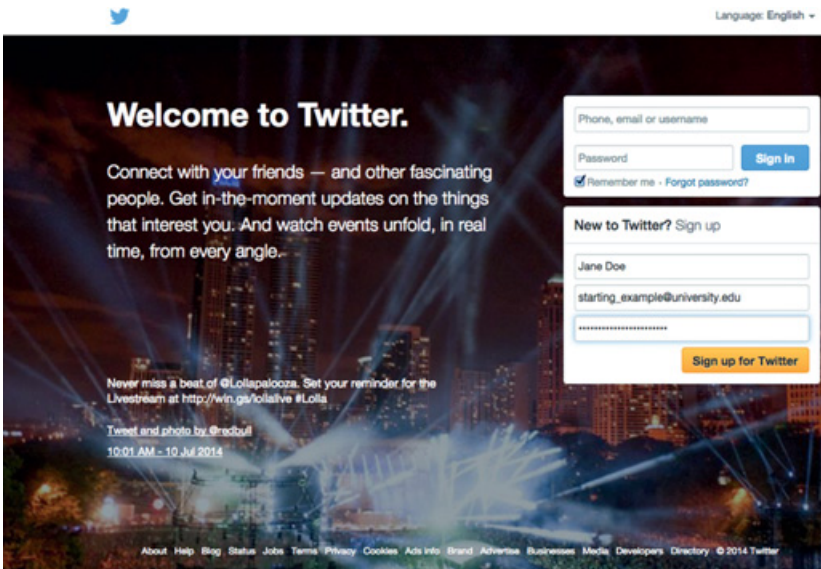 Language: English
Welcome to Twitter.
Connect with your friends — and other fascinating
people. Get in-the-moment updates on the things
that interest you. And watch events unfold, in real
time, from every angle.
Never miss a beat of @Lollapalooza. Set your reminder for the
Livestream at http://win.gs/lollalive #Lolla
Tweet and photo by @redbull
10:01 AM - 10 Jul 2014
Phone, email or username
Password
Sign in
Remember me · Forgot password?
New to Twitter? Sign up
Jane Doe
starting_example@university.edu
Sign up for Twitter
About Help Blog Status Jobs Terms Privacy Cookies Ads info Brand Advertise Businesses Media Developers Directory © 2014 Twitter